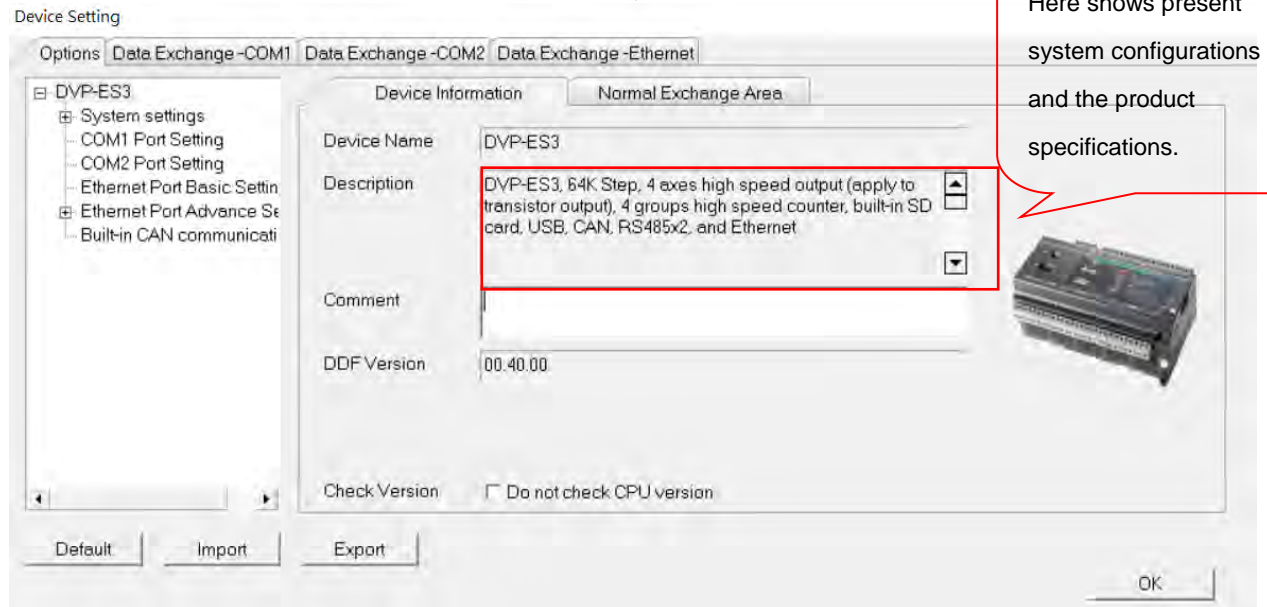 Here shows present
system configurations
and the product
specifications.
Device Setting
Options Data Exchange -COM1 Data Exchange -COM2 Data Exchange -Ethernet
DVP-ES3
System settings
COM1 Port Setting
COM2 Port Setting
Ethernet Port Basic Settin
Ethernet Port Advance Se
Built-in CAN communicati
Device Information Normal Exchange Area
Device Name DVP-ES3
Description DVP-ES3, 64K Step, 4 axes high speed output (apply to
transistor output), 4 groups high speed counter, built-in SD
card, USB, CAN, RS485x2, and Ethernet
Comment
DDF Version 00.40.00
Check Version Do not check CPU version
Default Import Export
OK